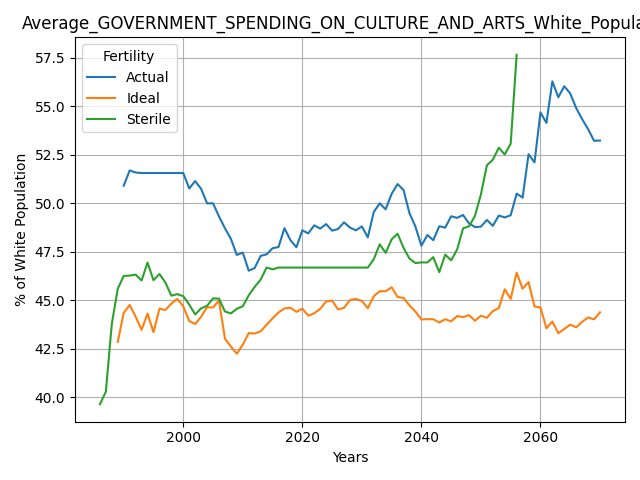 Average_GOVERNMENT_SPENDING_ON_CULTURE_AND_ARTS_White_Popula
Fertility
Actual
Ideal
Sterile
% of White Population
57.5
55.0
52.5
50.0
47.5
45.0
42.5
40.0
2000
2020
2040
2060
Years